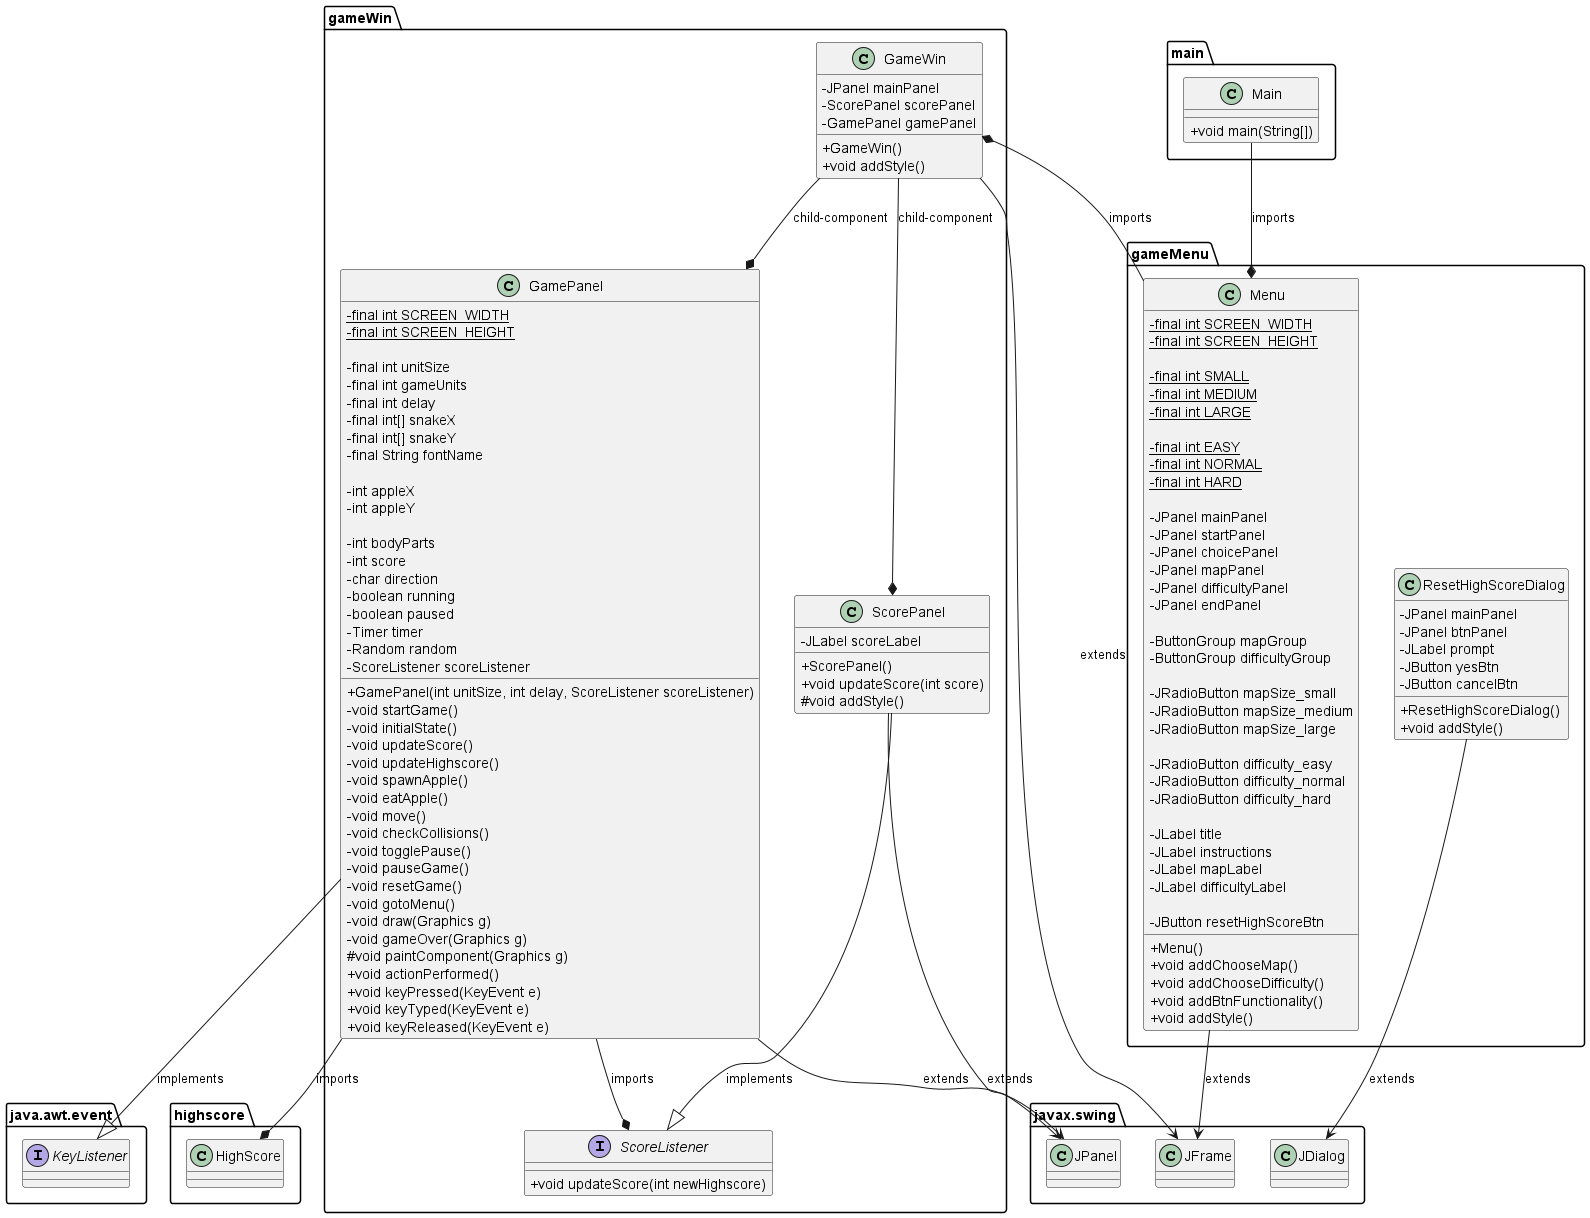 gameWin
GameWin
-JPanel mainPanel
-ScorePanel scorePanel
-GamePanel gamePanel
+GameWin()
+void addStyle()
main
Main
+void main(String[])
child-component
child-component
imports
imports
gameMenu
GamePanel
-final int SCREEN_WIDTH
-final int SCREEN_HEIGHT
-final int unitSize
-final int gameUnits
-final int delay
-final int[] snakeX
-final int[] snakeY
-final String fontName
-int appleX
-int appleY
-int bodyParts
-int score
-char direction
-boolean running
-boolean paused
-Timer timer
-Random random
-ScoreListener scoreListener
+GamePanel(int unitSize, int delay, ScoreListener scoreListener)
-void startGame()
-void initialState()
-void updateScore()
-void updateHighscore()
-void spawnApple()
-void eatApple()
-void move()
-void checkCollisions()
-void togglePause()
-void pauseGame()
-void resetGame()
-void gotoMenu()
-void draw(Graphics g)
-void gameOver(Graphics g)
#void paintComponent(Graphics g)
+void actionPerformed()
+void keyPressed(KeyEvent e)
+void keyTyped(KeyEvent e)
+void keyReleased(KeyEvent e)
ScorePanel
-JLabel scoreLabel
+ScorePanel()
+void updateScore(int score)
#void addStyle()
extends
Menu
-final int SCREEN_WIDTH
-final int SCREEN_HEIGHT
-final int SMALL
-final int MEDIUM
-final int LARGE
-final int EASY
-final int NORMAL
-final int HARD
-JPanel mainPanel
-JPanel startPanel
-JPanel choicePanel
-JPanel mapPanel
-JPanel difficultyPanel
-JPanel endPanel
-ButtonGroup mapGroup
-ButtonGroup difficultyGroup
-JRadioButton mapSize_small
-JRadioButton mapSize_medium
-JRadioButton mapSize_large
-JRadioButton difficulty_easy
-JRadioButton difficulty_normal
-JRadioButton difficulty_hard
-JLabel title
-JLabel instructions
-JLabel mapLabel
-JLabel difficultyLabel
-JButton resetHighScoreBtn
+Menu()
+void addChooseMap()
+void addChooseDifficulty()
+void addBtnFunctionality()
+void addStyle()
ResetHighScoreDialog
-JPanel mainPanel
-JPanel btnPanel
-JLabel prompt
-JButton yesBtn
-JButton cancelBtn
+ResetHighScoreDialog()
+void addStyle()
implements
imports
imports
implements
extends
extends
extends
extends
java.awt.event
KeyListener
highscore
HighScore
ScoreListener
+void updateScore(int newHighscore)
javax.swing
JPanel
JFrame
JDialog
C
C
C
C
C
C
I
C
I
C
C
C